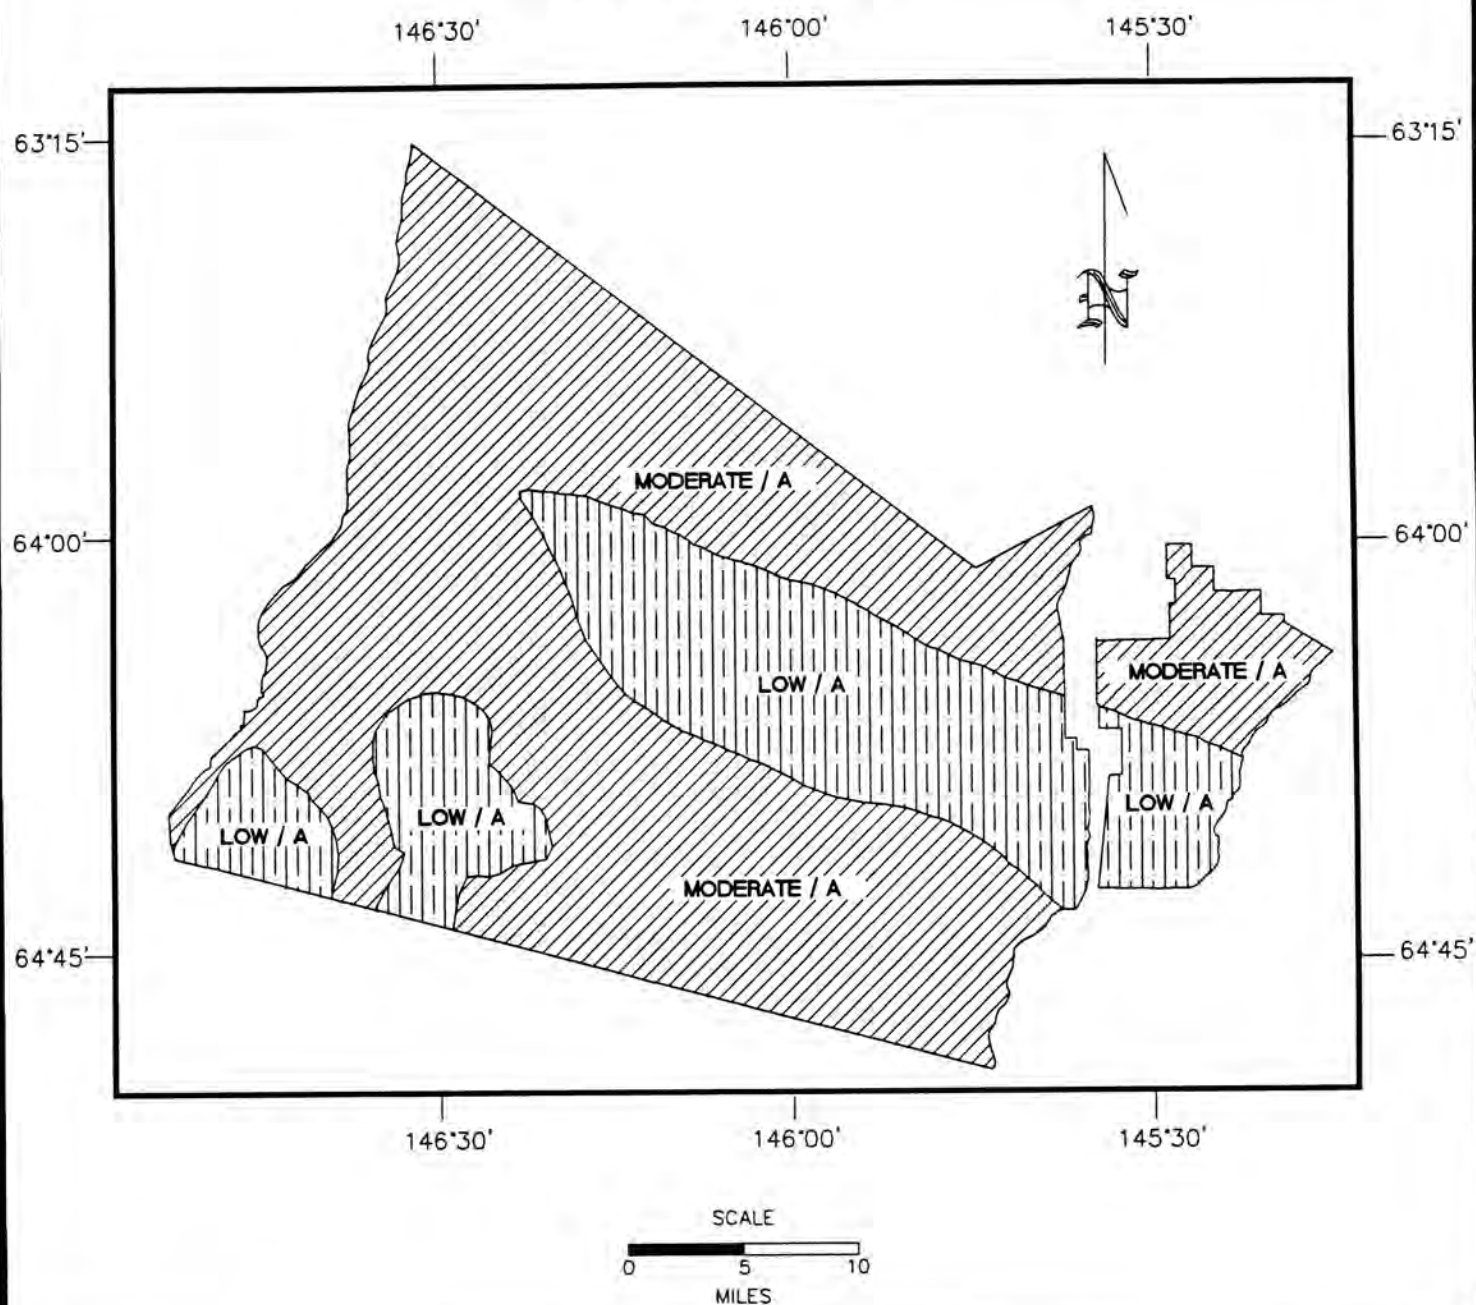 146°30' 146°00' 145°30'
63°15' 63°15'
N
MODERATE / A
64°00' 64°00'
MODERATE / A
LOW / A
LOW / A
LOW / A
LOW / A
MODERATE / A
64°45' 64°45'
146°30' 146°00' 145°30'
SCALE
0 5 10
MILES